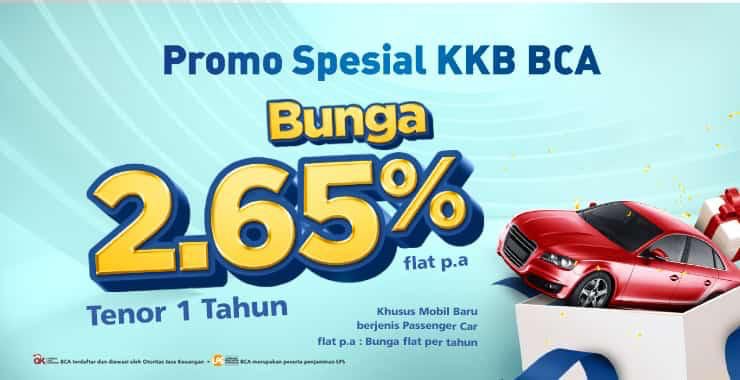 Promo Spesial KKB BCA
Bunga
2.65%
flat p.a
Tenor 1 Tahun
Khusus Mobil Baru
berjenis Passenger Car
flat p.a : Bunga flat per tahun
BCA terdaftar dan diawasi oleh Otoritas Jasa Keuangan • BCA merupakan peserta penjaminan LPS